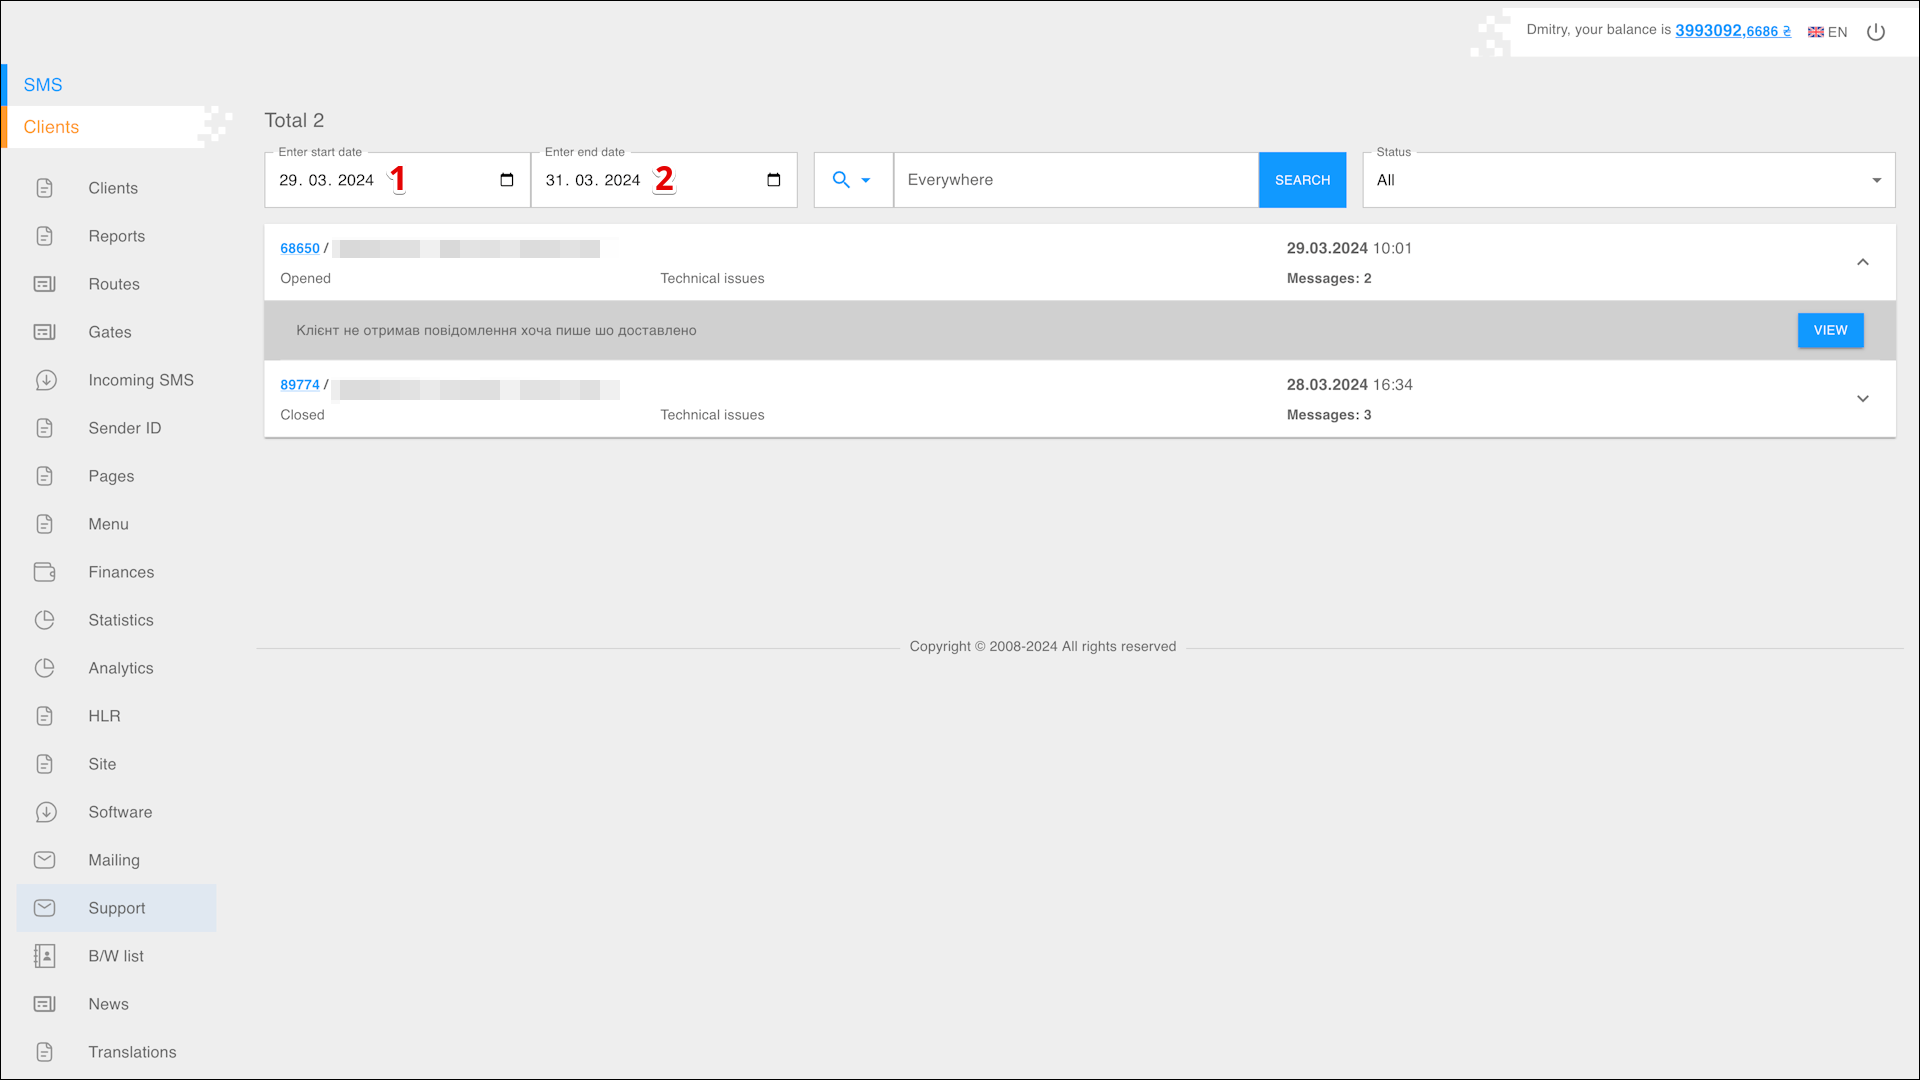 Dmitry, your balance is 3993092,6686 ₴ EN
SMS
Clients
Clients
Reports
Routes
Gates
Incoming SMS
Sender ID
Pages
Menu
Finances
Statistics
Analytics
HLR
Site
Software
Mailing
Support
B/W list
News
Translations
Total 2
Enter start date
29. 03. 2024 1
Enter end date
31. 03. 2024 2
Everywhere
SEARCH
Status
All
68650 /
29.03.2024 10:01
Opened
Technical issues
Messages: 2
Клієнт не отримав повідомлення хоча пише шо доставлено
VIEW
89774 /
28.03.2024 16:34
Closed
Technical issues
Messages: 3
Copyright © 2008-2024 All rights reserved